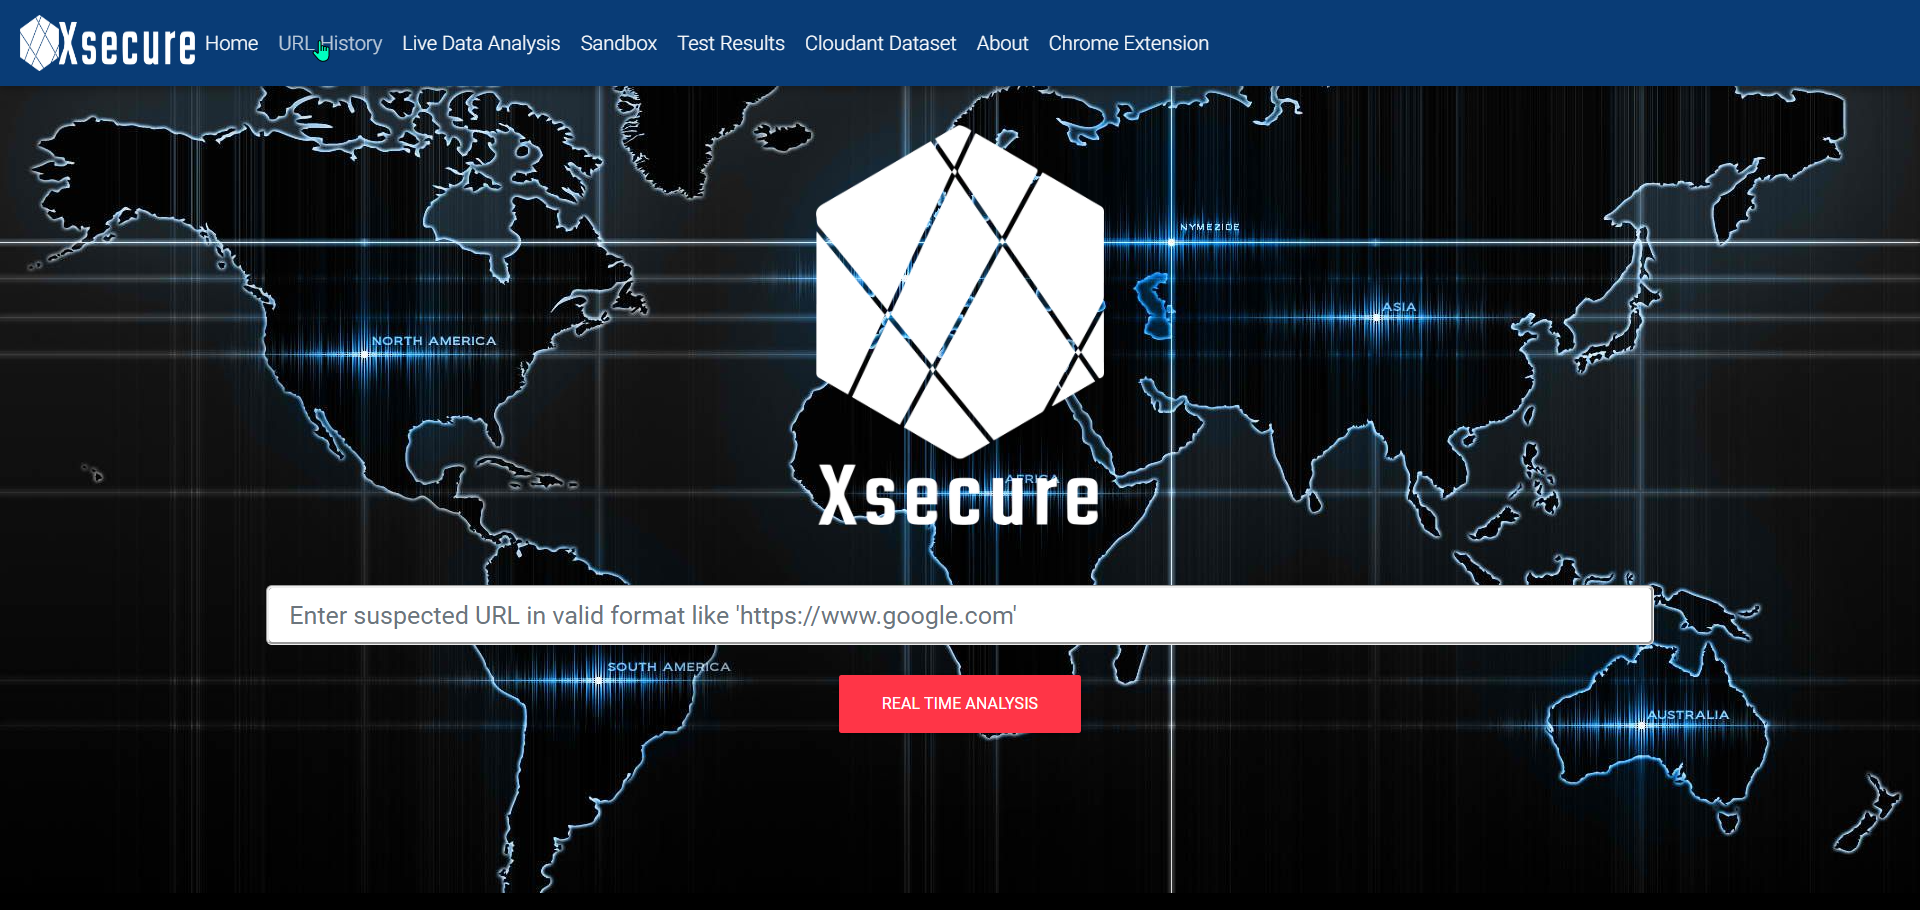 Xsecure Home URL History Live Data Analysis Sandbox Test Results Cloudant Dataset About Chrome Extension
NYMEZIDE
ASIA
NORTH AMERICA
AFRICA
Xsecure
Enter suspected URL in valid format like 'https://www.google.com'
SOUTH AMERICA
REAL TIME ANALYSIS
AUSTRALIA